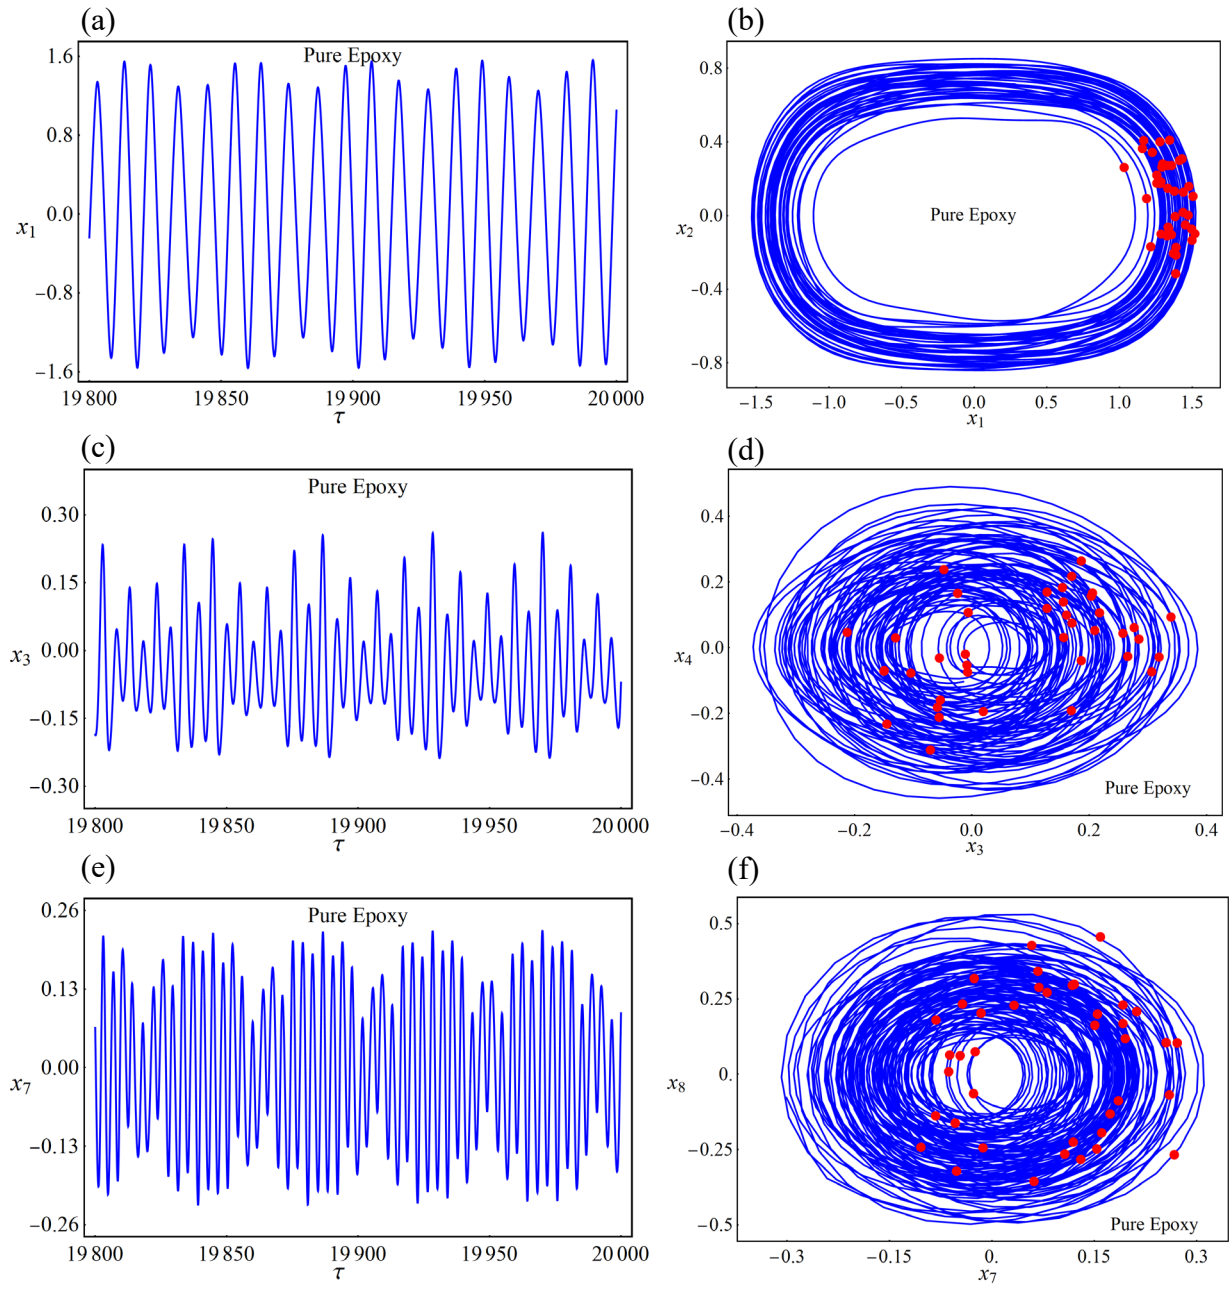 (a)
Pure Epoxy
1.6
0.8
0.0
−0.8
−1.6
x1
19 800 19 850 19 900 19 950 20 000
τ
(b)
0.8
0.4
0.0
−0.4
−0.8
x2
Pure Epoxy
−1.5 −1.0 −0.5 0.0 0.5 1.0 1.5
x1
(c)
Pure Epoxy
0.30
0.15
0.00
−0.15
−0.30
x3
19 800 19 850 19 900 19 950 20 000
τ
(d)
0.4
0.2
0.0
−0.2
−0.4
x4
Pure Epoxy
−0.4 −0.2 0.0 0.2 0.4
x3
(e)
Pure Epoxy
0.26
0.13
0.00
−0.13
−0.26
x7
19 800 19 850 19 900 19 950 20 000
τ
(f)
0.5
0.25
0.
−0.25
−0.5
x8
Pure Epoxy
−0.3 −0.15 0. 0.15 0.3
x7